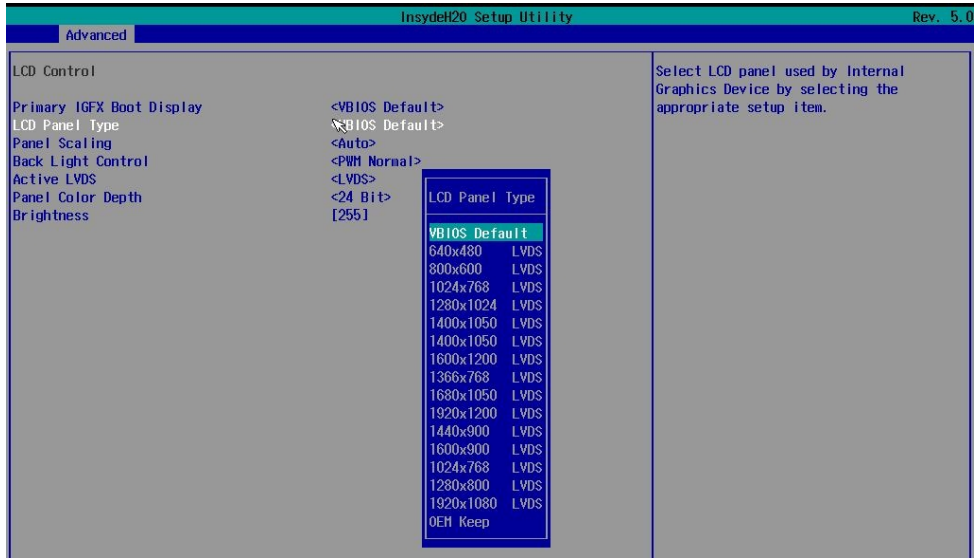 InsydeH20 Setup Utility Rev. 5.0
Advanced
LCD Control
Primary IGFX Boot Display <VBIOS Default>
LCD Panel Type <VBIOS Default>
Panel Scaling <Auto>
Back Light Control <PWM Normal>
Active LVDS <LVDS>
Panel Color Depth <24 Bit>
Brightness [255]
LCD Panel Type
VBIOS Default
640x480 LVDS
800x600 LVDS
1024x768 LVDS
1280x1024 LVDS
1400x1050 LVDS
1400x1050 LVDS
1600x1200 LVDS
1366x768 LVDS
1680x1050 LVDS
1920x1200 LVDS
1440x900 LVDS
1600x900 LVDS
1024x768 LVDS
1280x800 LVDS
1920x1080 LVDS
OEM Keep
Select LCD panel used by Internal
Graphics Device by selecting the
appropriate setup item.